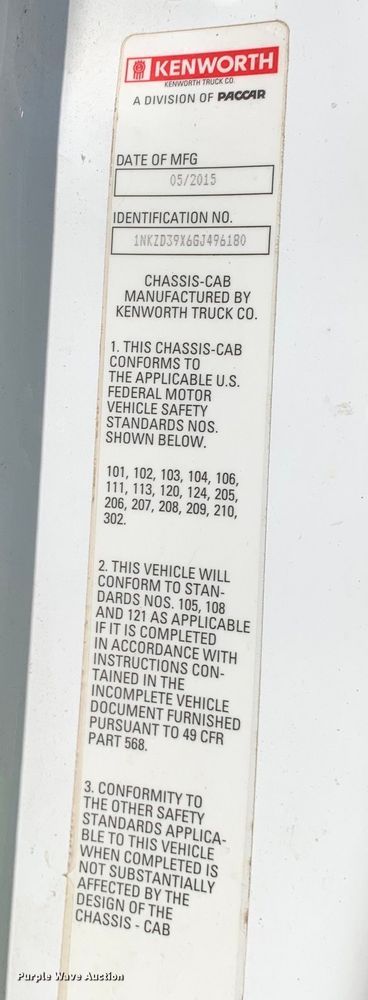 KENWORTH
KENWORTH TRUCK CO.
A DIVISION OF PACCAR
DATE OF MFG
05/2015
IDENTIFICATION NO.
1NKZD39X6GJ496180
CHASSIS-CAB
MANUFACTURED BY
KENWORTH TRUCK CO.
1. THIS CHASSIS-CAB
CONFORMS TO
THE APPLICABLE U.S.
FEDERAL MOTOR
VEHICLE SAFETY
STANDARDS NOS.
SHOWN BELOW.
101, 102, 103, 104, 106,
111, 113, 120, 124, 205,
206, 207, 208, 209, 210,
302.
2. THIS VEHICLE WILL
CONFORM TO STAN-
DARDS NOS. 105, 108
AND 121 AS APPLICABLE
IF IT IS COMPLETED
IN ACCORDANCE WITH
INSTRUCTIONS CON-
TAINED IN THE
INCOMPLETE VEHICLE
DOCUMENT FURNISHED
PURSUANT TO 49 CFR
PART 568.
3. CONFORMITY TO
THE OTHER SAFETY
STANDARDS APPLICA-
BLE TO THIS VEHICLE
WHEN COMPLETED IS
NOT SUBSTANTIALLY
AFFECTED BY THE
DESIGN OF THE
CHASSIS - CAB
Purple Wave Auction